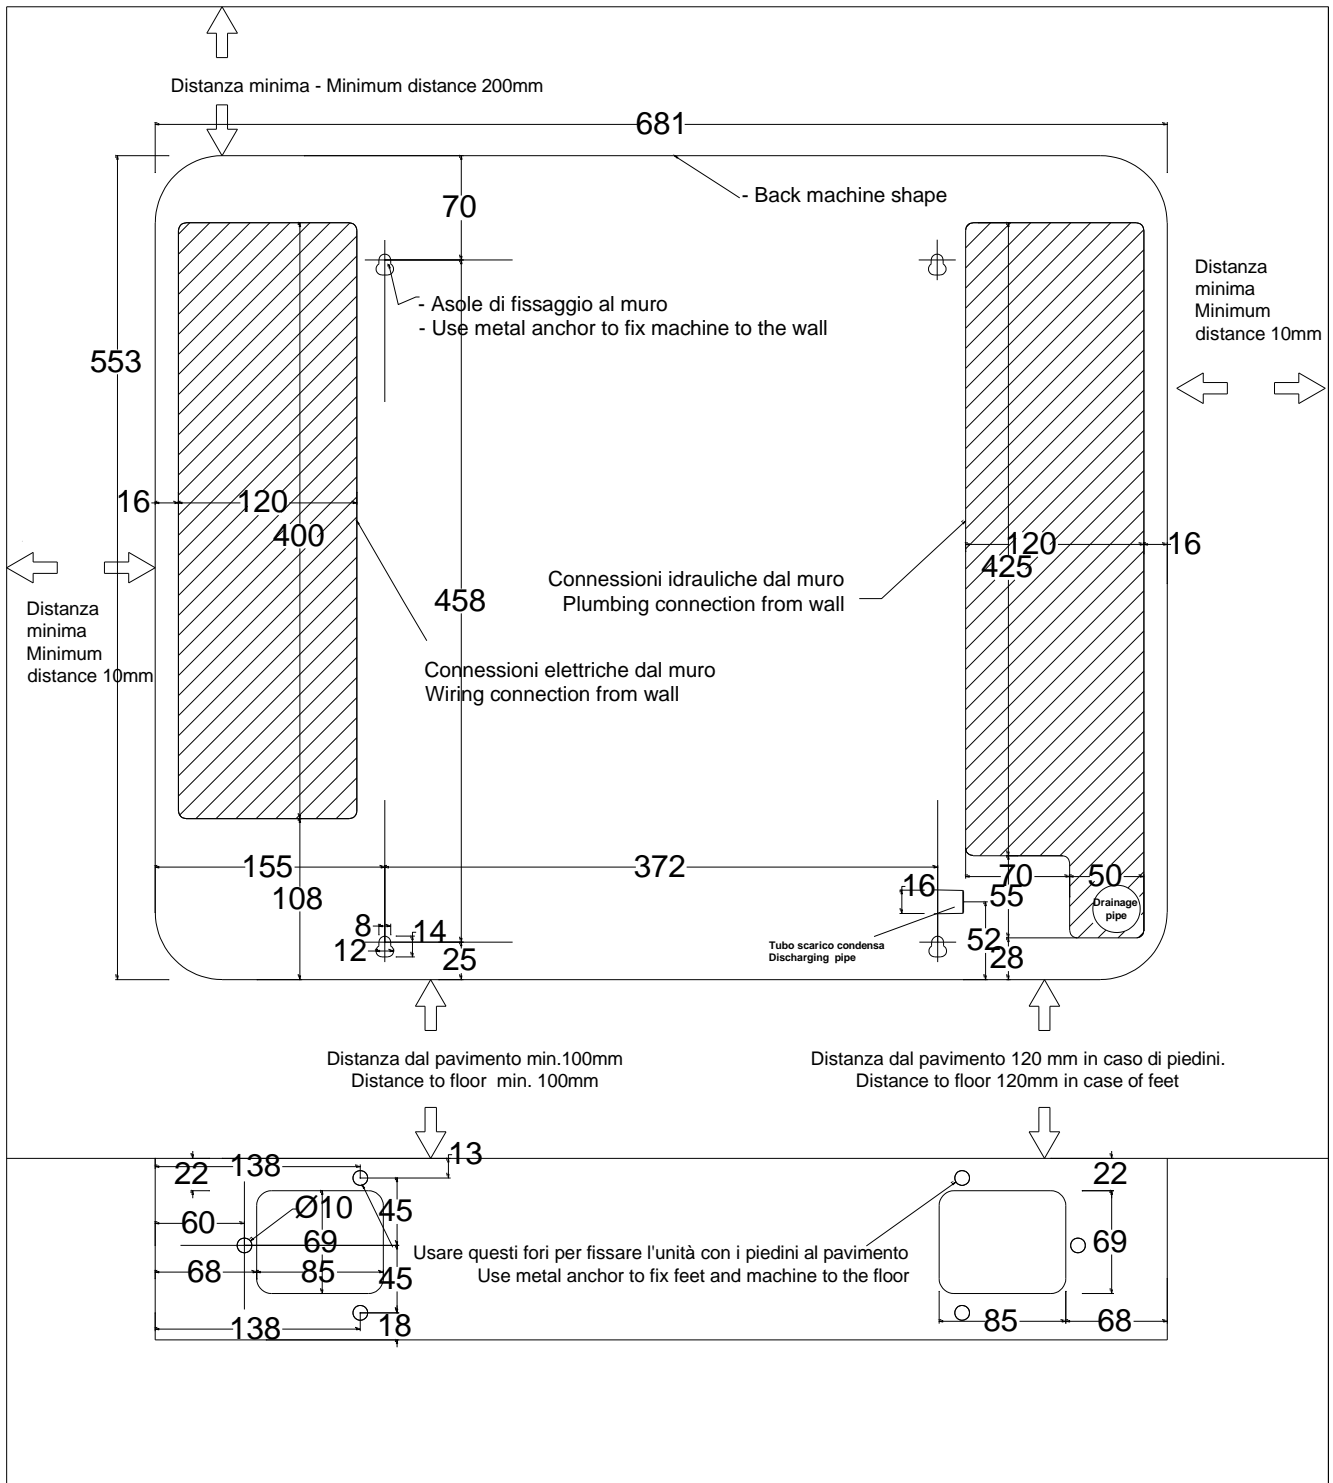 Distanza minima - Minimum distance 200mm
681
- Back machine shape
70
- Asole di fissaggio al muro
- Use metal anchor to fix machine to the wall
Distanza
minima
Minimum
distance 10mm
553
16
120
400
120
16
425
458
Connessioni idrauliche dal muro
Plumbing connection from wall
Distanza
minima
Minimum
distance 10mm
Connessioni elettriche dal muro
Wiring connection from wall
155
372
108
16
70
50
55
Drainage
pipe
8
14
12
25
52
28
Tubo scarico condensa
Discharging pipe
Distanza dal pavimento min.100mm
Distance to floor min. 100mm
Distanza dal pavimento 120 mm in caso di piedini.
Distance to floor 120mm in case of feet
13
22
138
22
60
Ø10
45
69
69
Usare questi fori per fissare l'unità con i piedini al pavimento
Use metal anchor to fix feet and machine to the floor
68
85
45
138
18
85
68